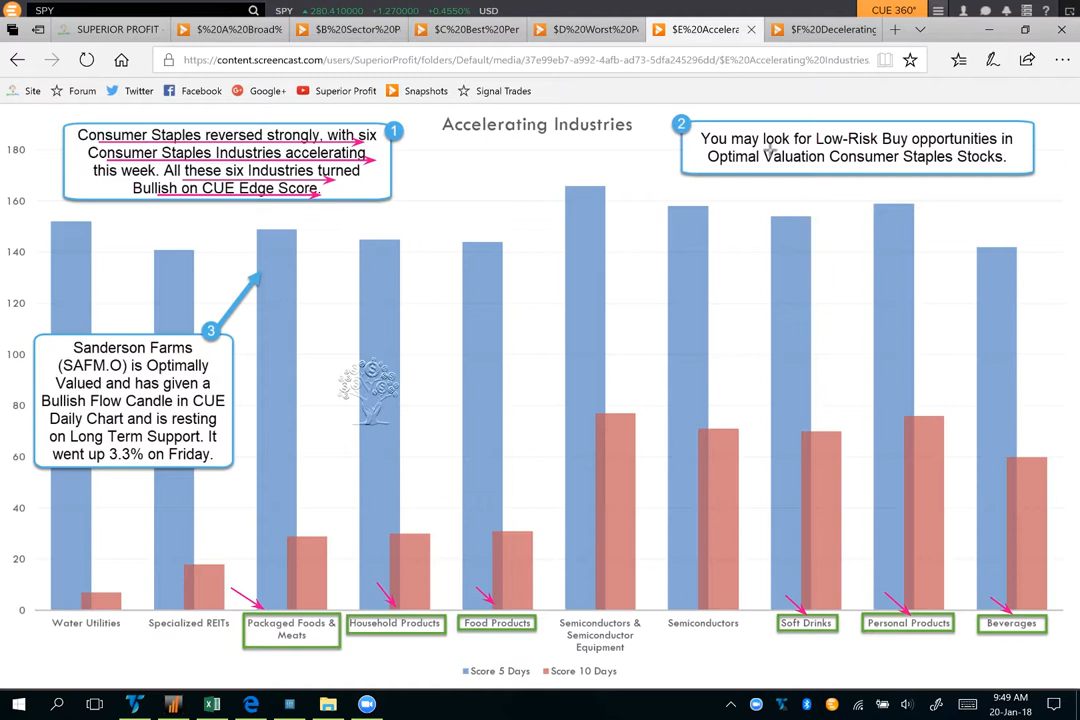 SPY
SPY ▲ 280.410000 +1.270000 +0.4550% USD
CUE 360°
SUPERIOR PROFIT -
$%20A%20Broad%
$%20B%20Sector%20P
$%20C%20Best%20Per
$%20D%20Worst%20Pe
$E%20Accelera
$%20F%20Decelerating
https://content.screencast.com/users/SuperiorProfit/folders/Default/media/37e99eb7-a992-4afb-ad73-5dfa245296dd/$E%20Accelerating%20Industries.
Site
Forum
Twitter
Facebook
Google+
Superior Profit
Snapshots
Signal Trades
Accelerating Industries
1
Consumer Staples reversed strongly, with six
Consumer Staples Industries accelerating
this week. All these six Industries turned
Bullish on CUE Edge Score.
2
You may look for Low-Risk Buy opportunities in
Optimal Valuation Consumer Staples Stocks.
3
Sanderson Farms
(SAFM.O) is Optimally
Valued and has given a
Bullish Flow Candle in CUE
Daily Chart and is resting
on Long Term Support. It
went up 3.3% on Friday.
180
160
140
120
100
80
60
40
20
0
Water Utilities
Specialized REITs
Packaged Foods &
Meats
Household Products
Food Products
Semiconductors &
Semiconductor
Equipment
Semiconductors
Soft Drinks
Personal Products
Beverages
Score 5 Days
Score 10 Days
9:49 AM
20-Jan-18